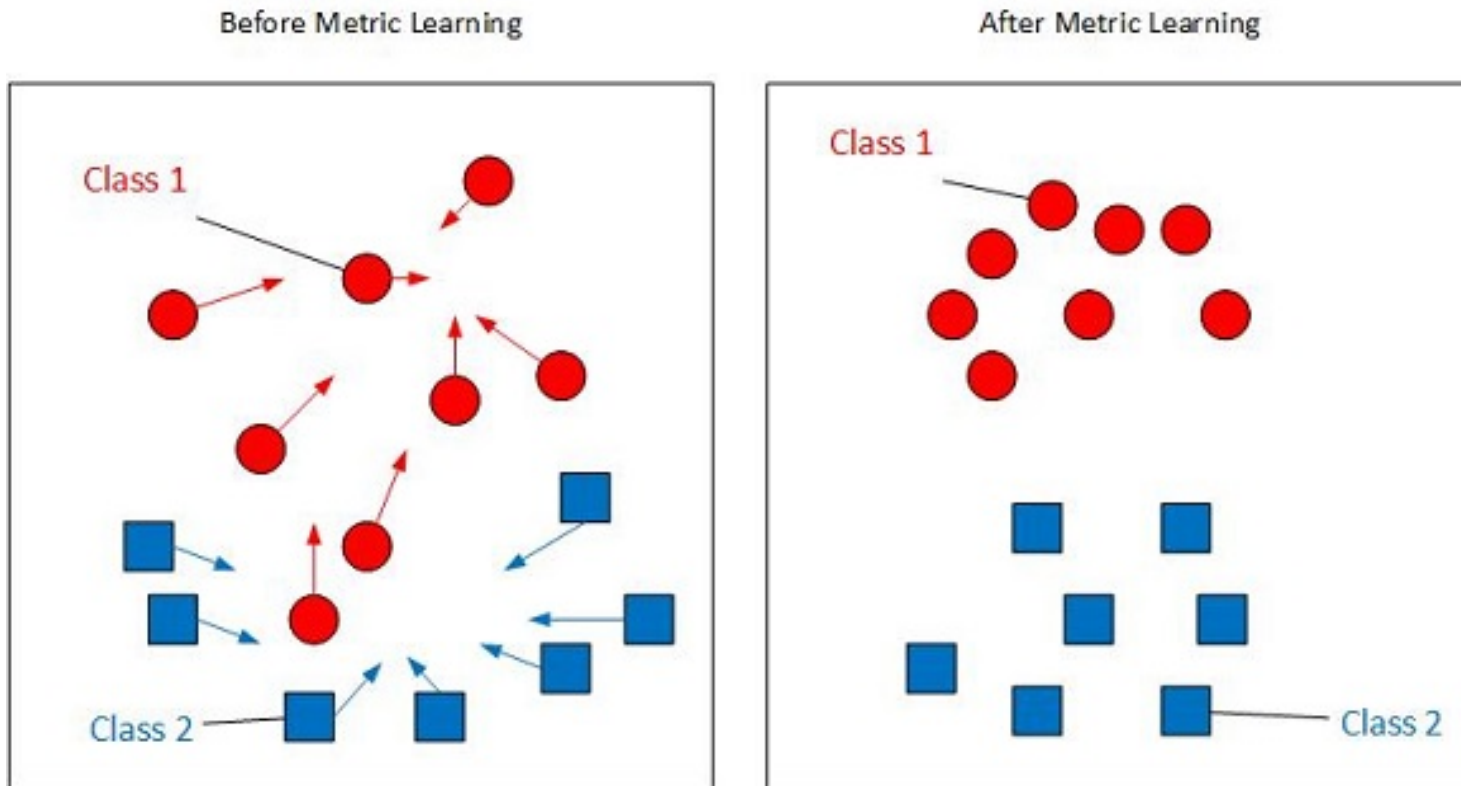 Before Metric Learning
After Metric Learning
Class 1
Class 2
Class 1
Class 2